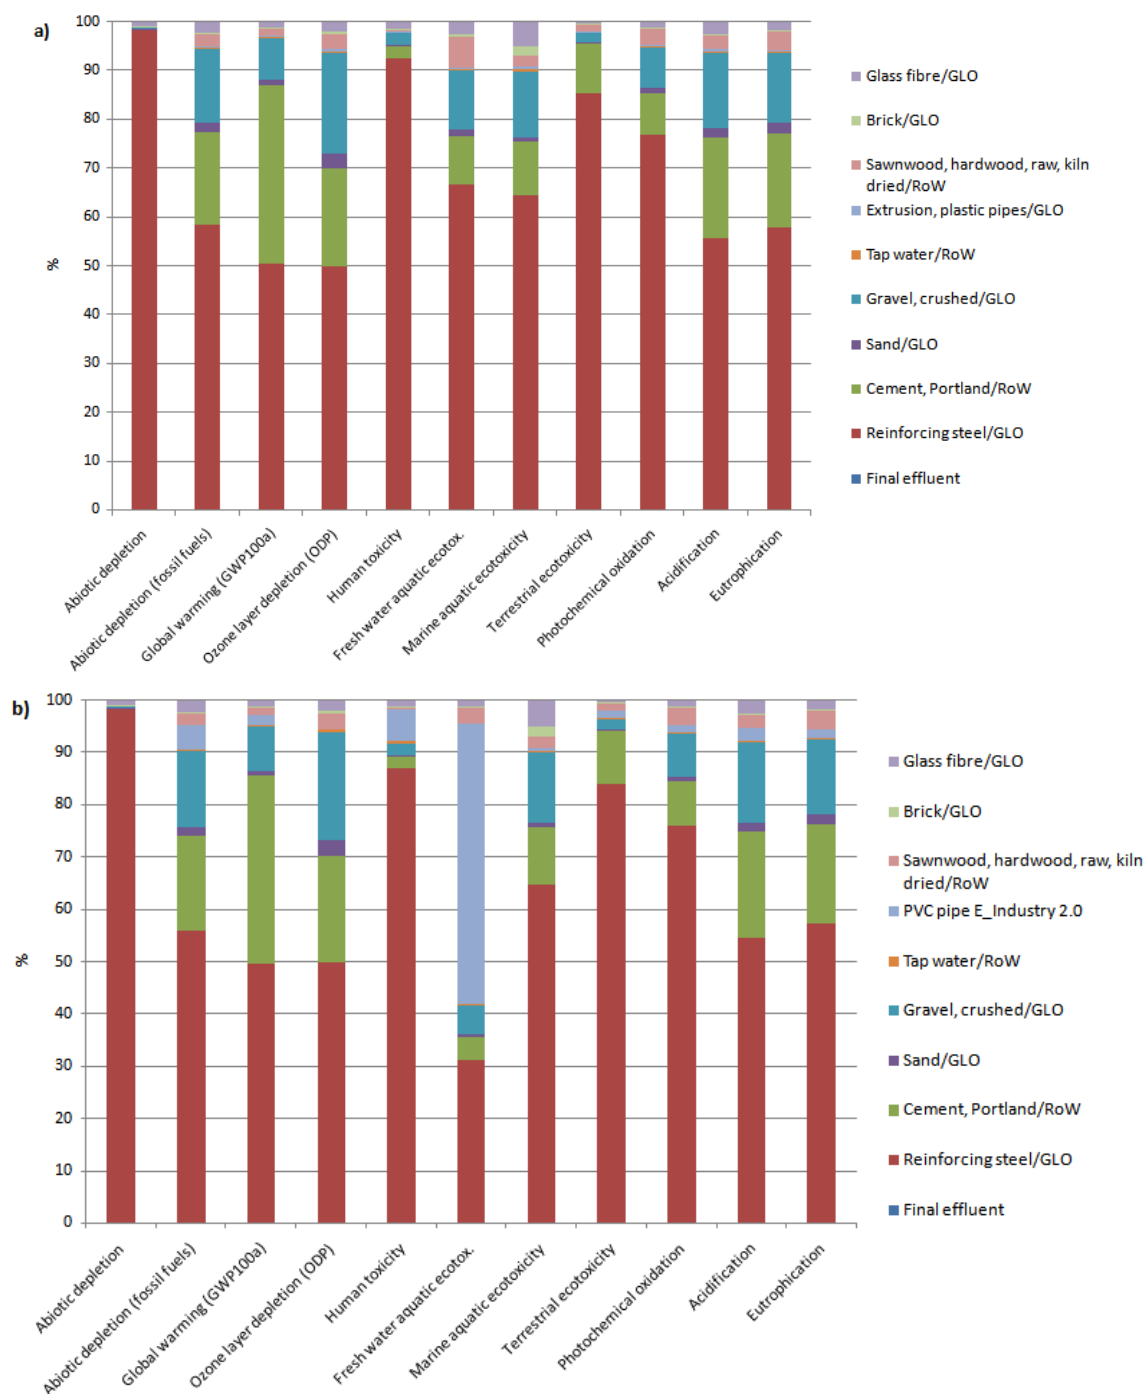 a)
100
90
80
70
60
50
40
30
20
10
0
%
Abiotic depletion
Abiotic depletion (fossil fuels)
Global warming (GWP100a)
Ozone layer depletion (ODP)
Human toxicity
Fresh water aquatic ecotox.
Marine aquatic ecotoxicity
Terrestrial ecotoxicity
Photochemical oxidation
Acidification
Eutrophication
Glass fibre/GLO
Brick/GLO
Sawnwood, hardwood, raw, kiln
dried/RoW
Extrusion, plastic pipes/GLO
Tap water/RoW
Gravel, crushed/GLO
Sand/GLO
Cement, Portland/RoW
Reinforcing steel/GLO
Final effluent
b)
100
90
80
70
60
50
40
30
20
10
0
%
Abiotic depletion
Abiotic depletion (fossil fuels)
Global warming (GWP100a)
Ozone layer depletion (ODP)
Human toxicity
Fresh water aquatic ecotox.
Marine aquatic ecotoxicity
Terrestrial ecotoxicity
Photochemical oxidation
Acidification
Eutrophication
Glass fibre/GLO
Brick/GLO
Sawnwood, hardwood, raw, kiln
dried/RoW
PVC pipe E_Industry 2.0
Tap water/RoW
Gravel, crushed/GLO
Sand/GLO
Cement, Portland/RoW
Reinforcing steel/GLO
Final effluent